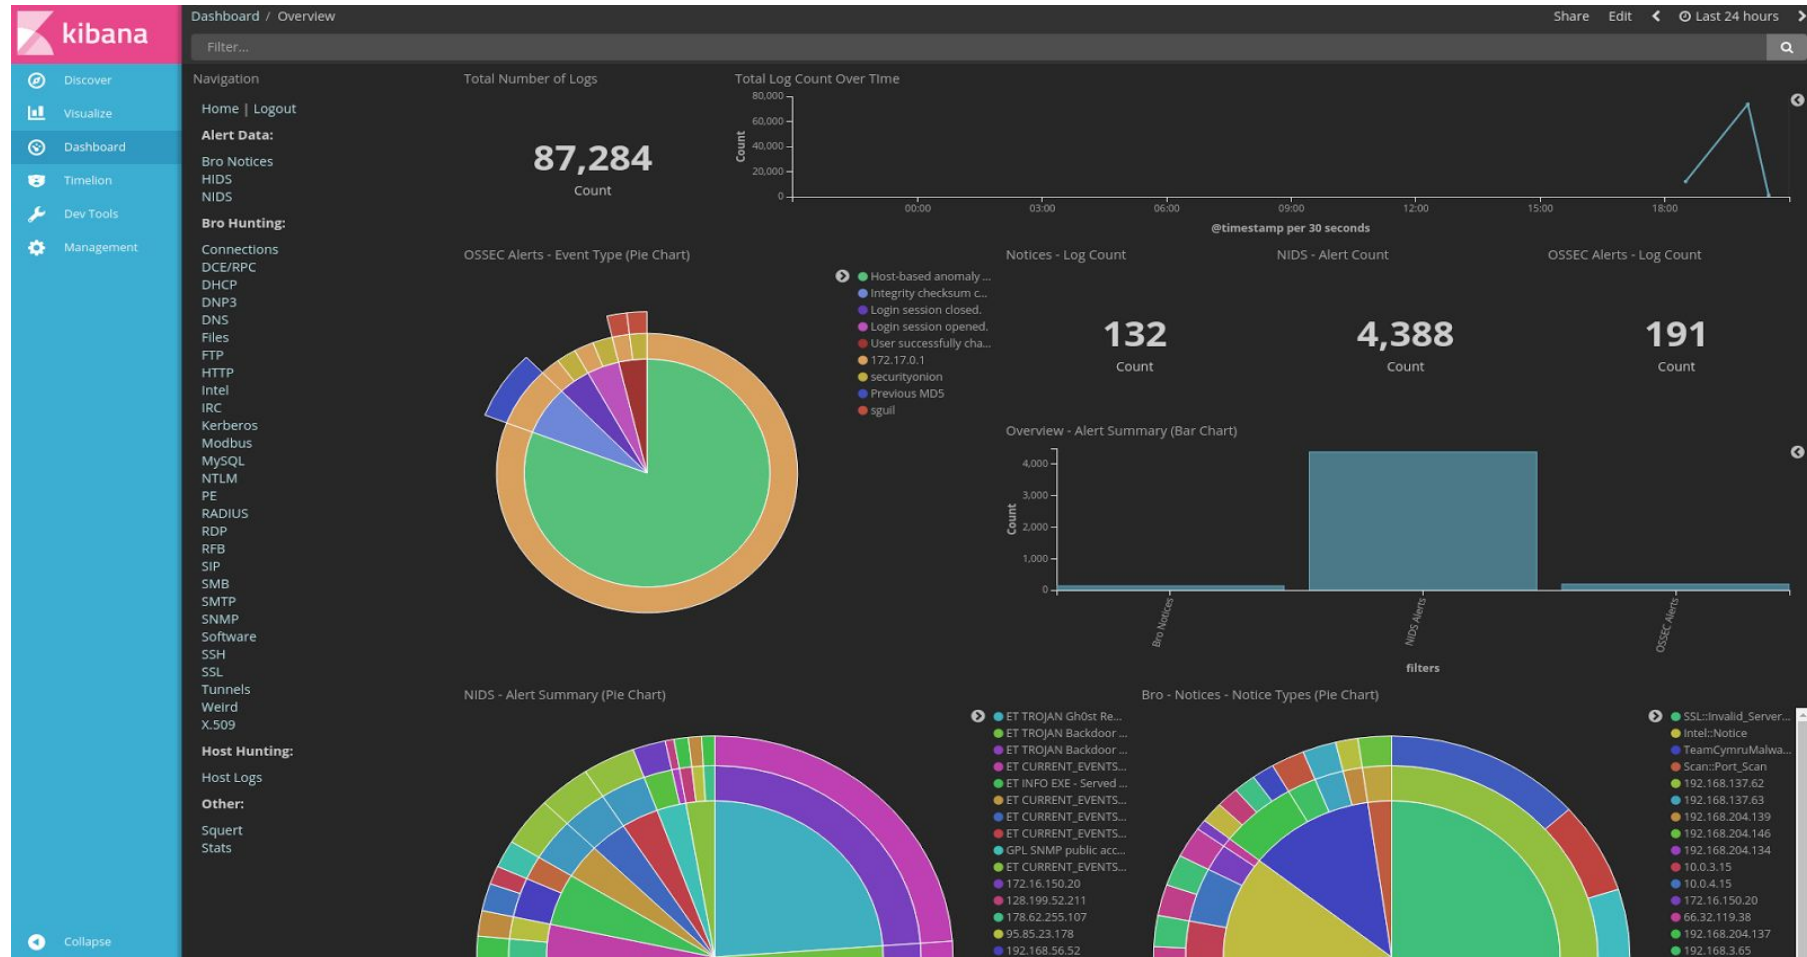 kibana
Discover
Visualize
Dashboard
Timelion
Dev Tools
Management
Collapse
Dashboard / Overview
Share Edit Last 24 hours
Filter...
Navigation
Home | Logout
Alert Data:
Bro Notices
HIDS
NIDS
Bro Hunting:
Connections
DCE/RPC
DHCP
DNP3
DNS
Files
FTP
HTTP
Intel
IRC
Kerberos
Modbus
MySQL
NTLM
PE
RADIUS
RDP
RFB
SIP
SMB
SMTP
SNMP
Software
SSH
SSL
Tunnels
Weird
X.509
Host Hunting:
Host Logs
Other:
Squert
Stats
Total Number of Logs
87,284
Count
Total Log Count Over TIme
80,000
60,000
40,000
20,000
0
Count
00:00 03:00 06:00 09:00 12:00 15:00 18:00
@timestamp per 30 seconds
OSSEC Alerts - Event Type (Pie Chart)
Host-based anomaly ...
Integrity checksum c...
Login session closed.
Login session opened.
User successfully cha...
172.17.0.1
securityonion
Previous MD5
sguil
Notices - Log Count
132
Count
NIDS - Alert Count
4,388
Count
OSSEC Alerts - Log Count
191
Count
Overview - Alert Summary (Bar Chart)
4,000
3,000
2,000
1,000
0
Count
Bro Notices
NIDS Alerts
OSSEC Alerts
filters
NIDS - Alert Summary (Pie Chart)
ET TROJAN Gh0st Re...
ET TROJAN Backdoor ...
ET TROJAN Backdoor ...
ET CURRENT_EVENTS...
ET INFO EXE - Served ...
ET CURRENT_EVENTS...
ET CURRENT_EVENTS...
ET CURRENT_EVENTS...
GPL SNMP public acc...
ET CURRENT_EVENTS...
172.16.150.20
128.199.52.211
178.62.255.107
95.85.23.178
192.168.56.52
Bro - Notices - Notice Types (Pie Chart)
SSL::Invalid_Server...
Intel::Notice
TeamCymruMalwa...
Scan::Port_Scan
192.168.137.62
192.168.137.63
192.168.204.139
192.168.204.146
192.168.204.134
10.0.3.15
10.0.4.15
172.16.150.20
66.32.119.38
192.168.204.137
192.168.3.65